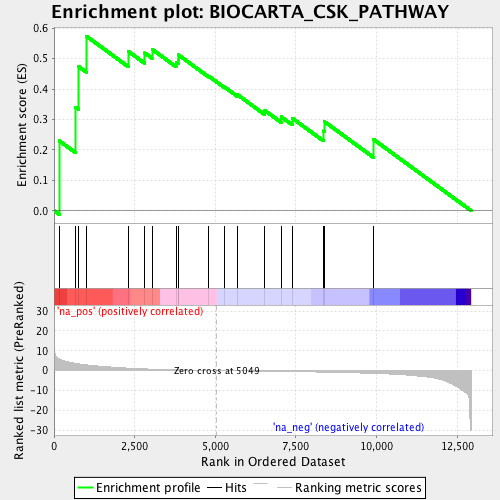 Enrichment plot: BIOCARTA_CSK_PATHWAY
Enrichment score (ES)
0.6
0.5
0.4
0.3
0.2
0.1
0.0
'na_pos' (positively correlated)
Ranked list metric (PreRanked)
30
20
10
0
-10
-20
-30
Zero cross at 5049
'na_neg' (negatively correlated)
0
2,500
5,000
7,500
10,000
12,500
Rank in Ordered Dataset
Enrichment profile
Hits
Ranking metric scores